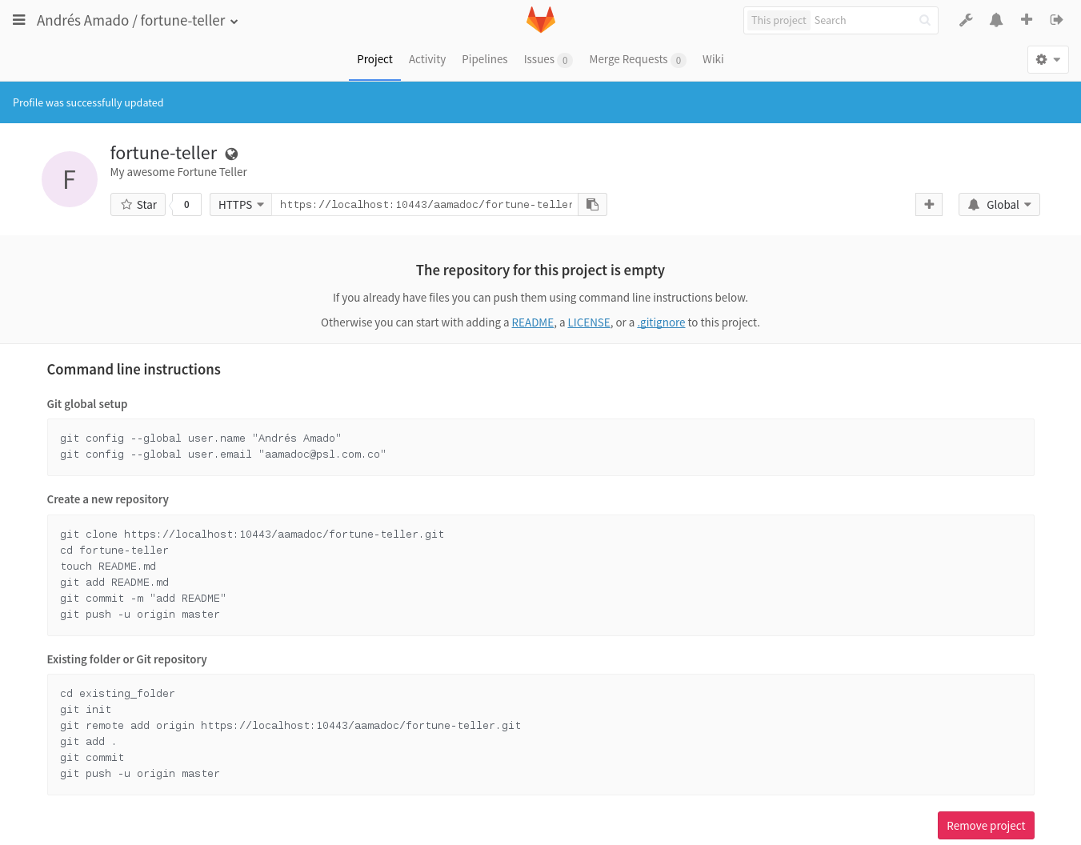 Andrés Amado / fortune-teller
This project Search
Project Activity Pipelines Issues 0 Merge Requests 0 Wiki
Profile was successfully updated
F
fortune-teller
My awesome Fortune Teller
Star 0 HTTPS https://localhost:10443/aamadoc/fortune-teller Global
The repository for this project is empty
If you already have files you can push them using command line instructions below.
Otherwise you can start with adding a README, a LICENSE, or a .gitignore to this project.
Command line instructions
Git global setup
git config --global user.name "Andrés Amado"
git config --global user.email "aamadoc@psl.com.co"
Create a new repository
git clone https://localhost:10443/aamadoc/fortune-teller.git
cd fortune-teller
touch README.md
git add README.md
git commit -m "add README"
git push -u origin master
Existing folder or Git repository
cd existing_folder
git init
git remote add origin https://localhost:10443/aamadoc/fortune-teller.git
git add .
git commit
git push -u origin master
Remove project